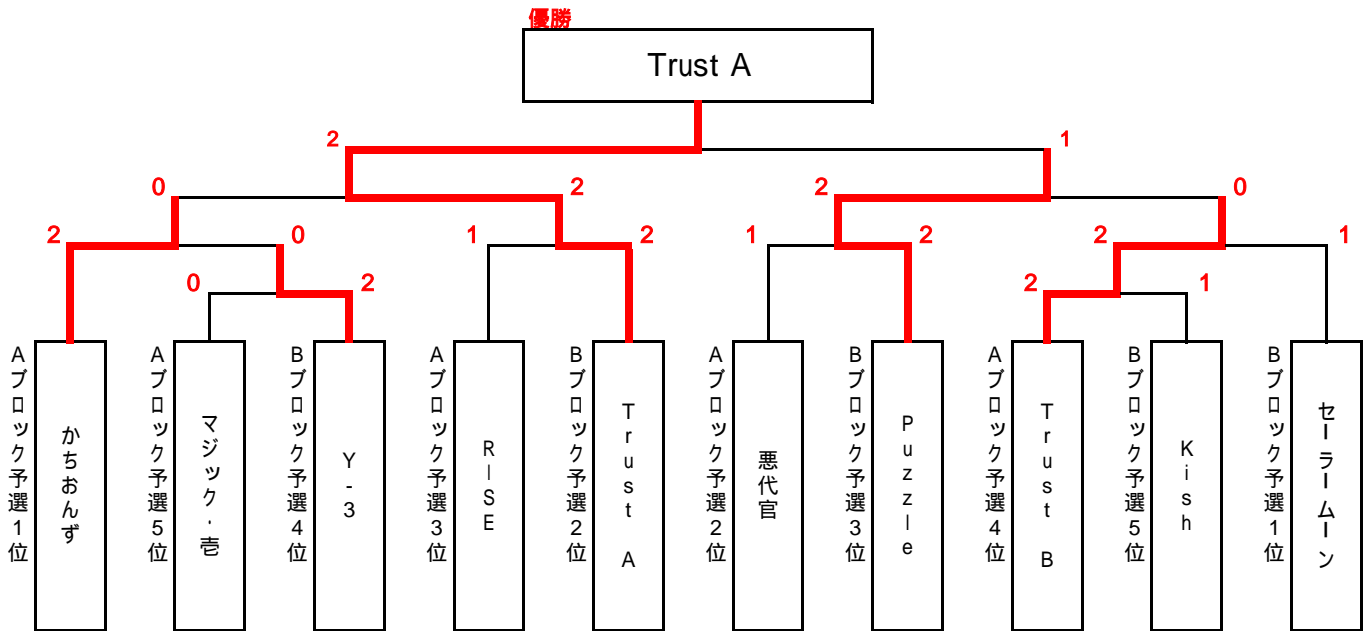 優勝
Trust A
2
1
0
2
2
0
2
0
1
2
1
2
2
1
0
2
2
1
Aブロック予選1位
かちおんず
Aブロック予選5位
マジック・壱
Bブロック予選4位
Y-3
Aブロック予選3位
RISE
Bブロック予選2位
Trust A
Aブロック予選2位
悪代官
Bブロック予選3位
Puzzle
Aブロック予選4位
Trust B
Bブロック予選5位
Kish
Bブロック予選1位
セーラームーン